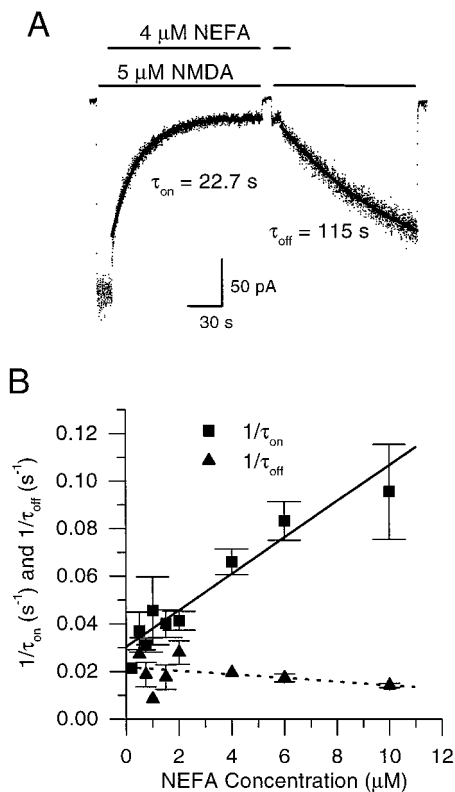 A
4 μM NEFA
5 μM NMDA
τon = 22.7 s
τoff = 115 s
50 pA
30 s
B
1/τon
1/τoff
1/τon (s-1) and 1/τoff (s-1)
0.12
0.10
0.08
0.06
0.04
0.02
0.00
0 2 4 6 8 10 12
NEFA Concentration (μM)